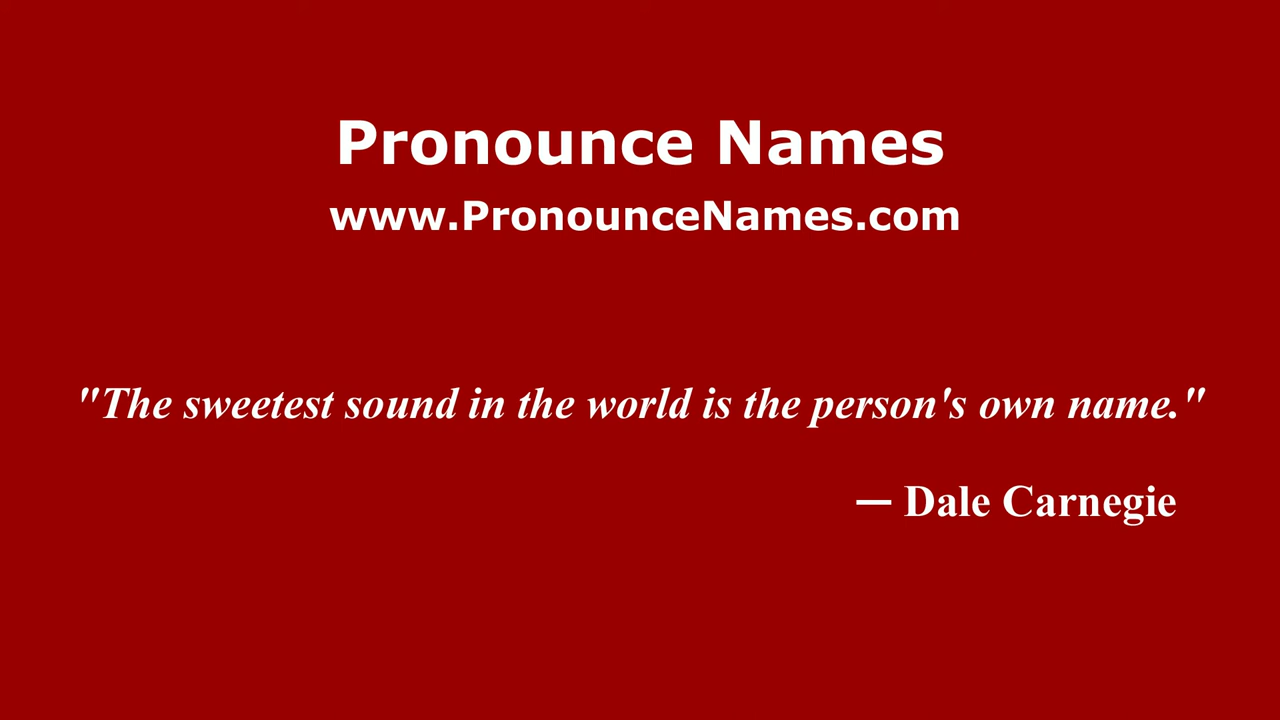 Pronounce Names
www.PronounceNames.com
"The sweetest sound in the world is the person's own name."
— Dale Carnegie